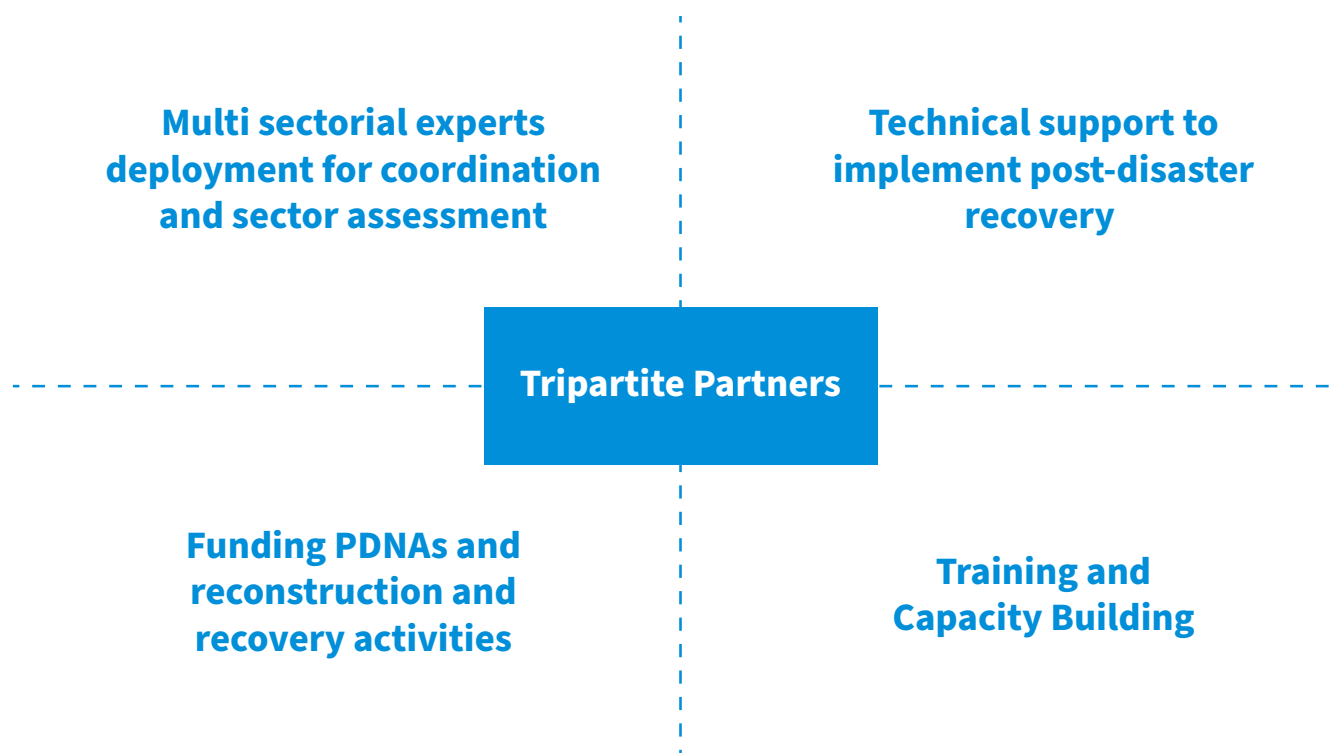 Multi sectorial experts
deployment for coordination
and sector assessment
Technical support to
implement post-disaster
recovery
Tripartite Partners
Funding PDNAs and
reconstruction and
recovery activities
Training and
Capacity Building